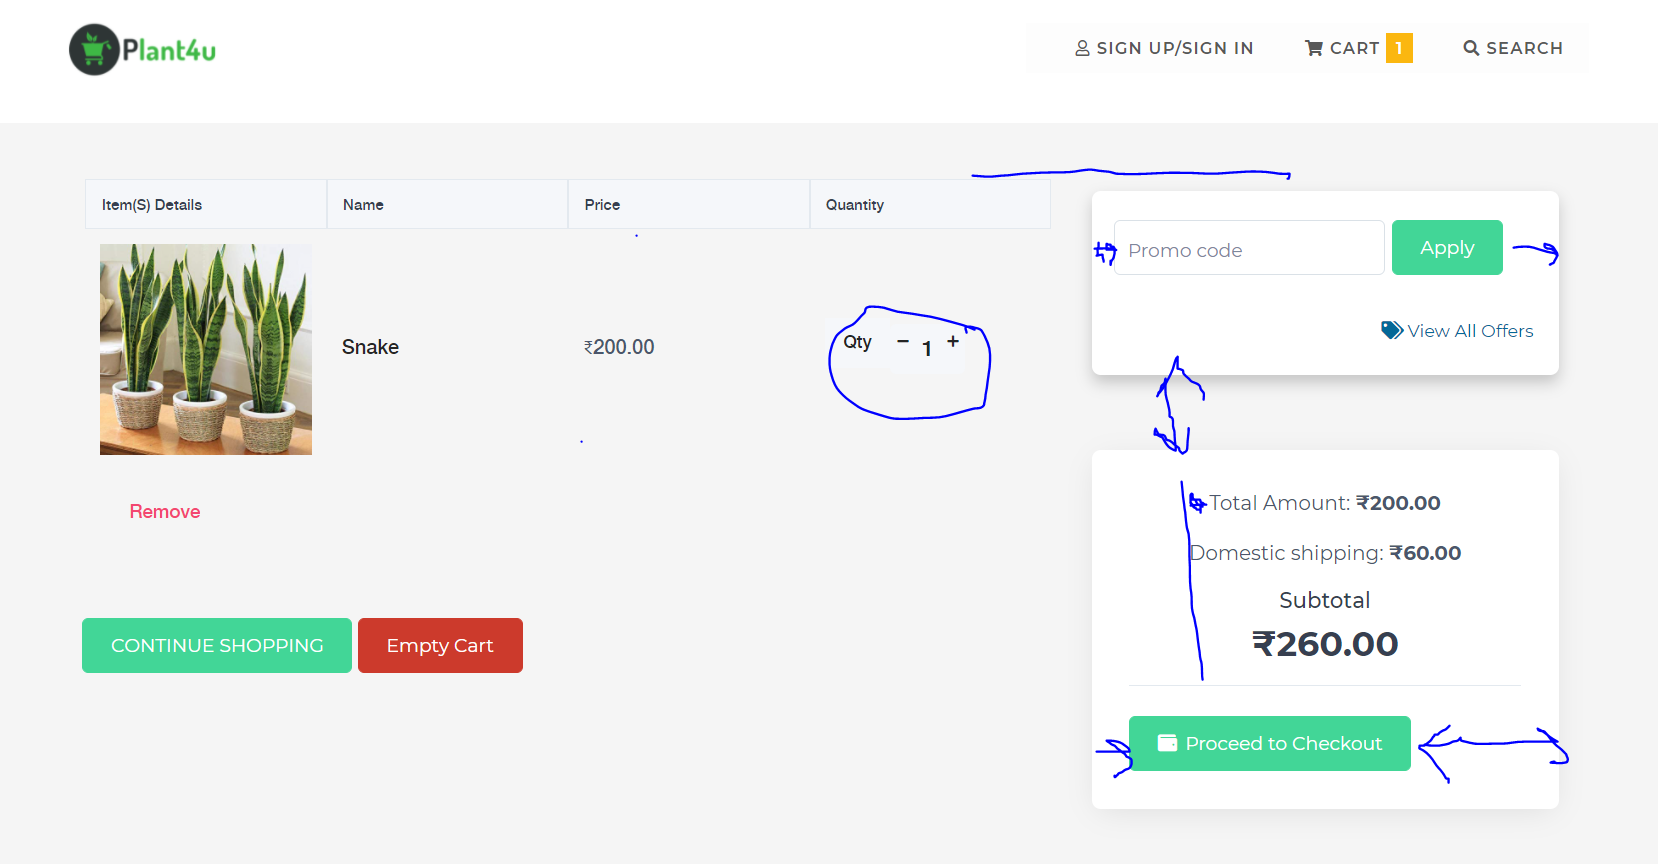 Plant4u
SIGN UP/SIGN IN CART 1 SEARCH
Item(S) Details Name Price Quantity
Snake ₹200.00 Qty − 1 +
Remove
CONTINUE SHOPPING Empty Cart
Promo code Apply
View All Offers
Total Amount: ₹200.00
Domestic shipping: ₹60.00
Subtotal
₹260.00
Proceed to Checkout